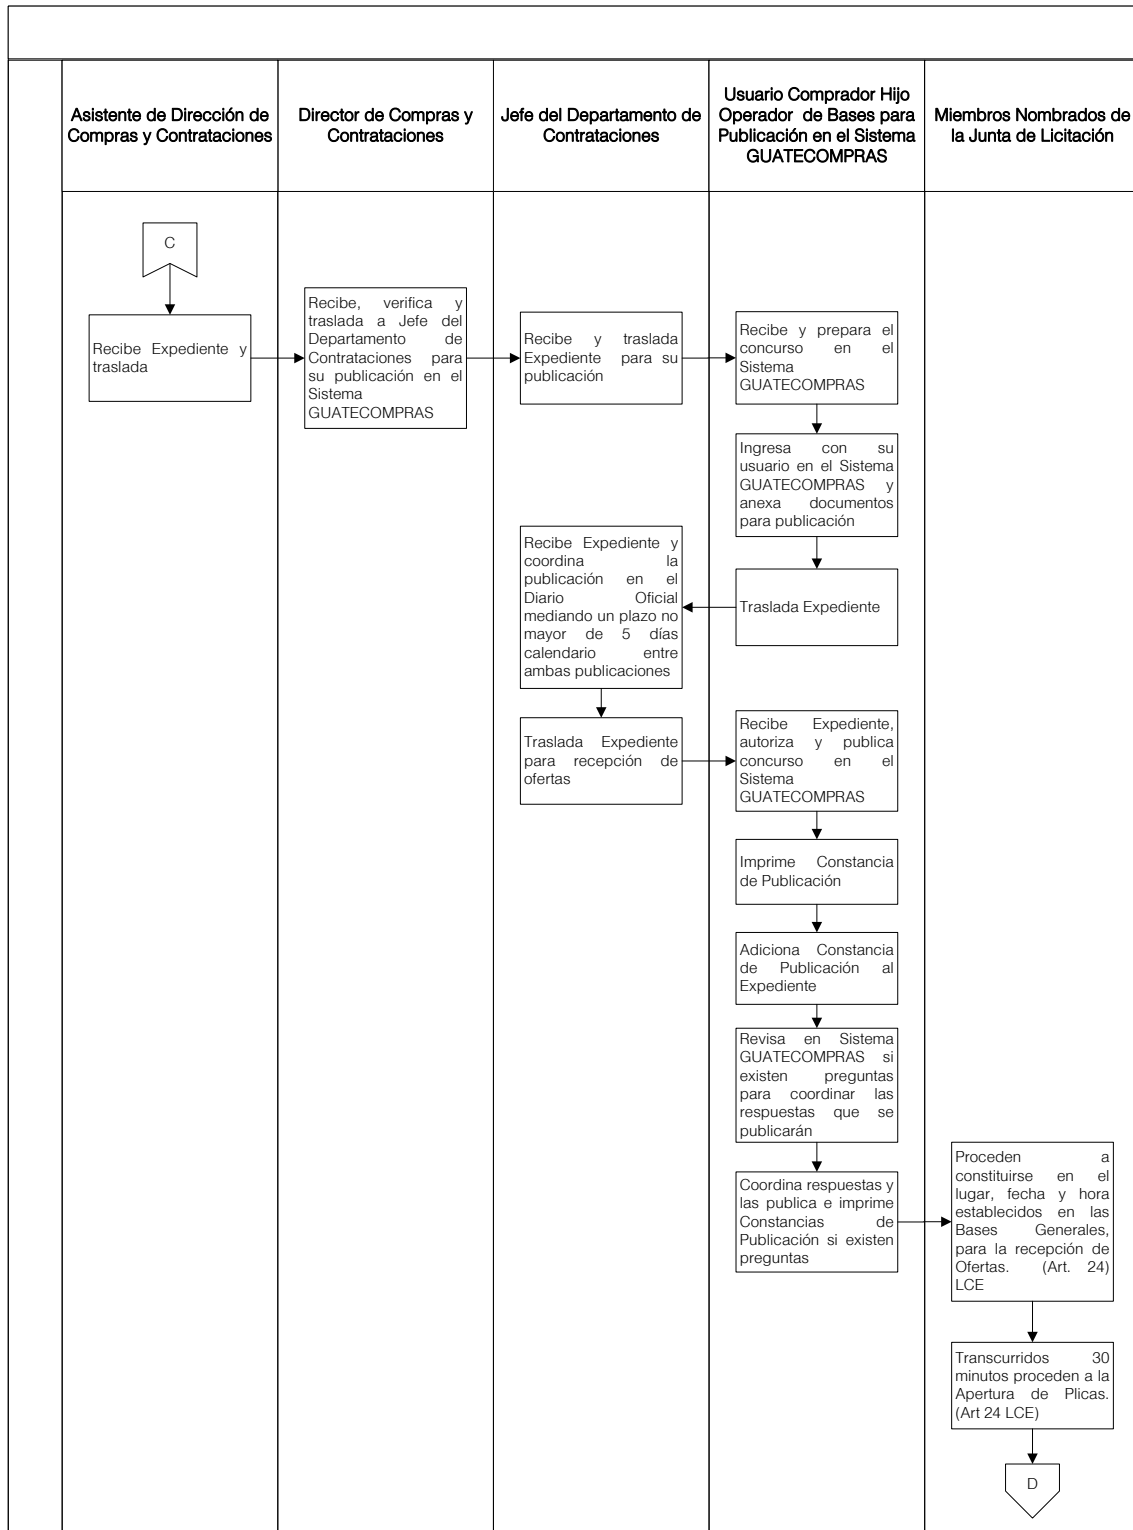 Asistente de Dirección de
Compras y Contrataciones
Director de Compras y
Contrataciones
Jefe del Departamento de
Contrataciones
Usuario Comprador Hijo
Operador de Bases para
Publicación en el Sistema
GUATECOMPRAS
Miembros Nombrados de
la Junta de Licitación
C
Recibe Expediente y
traslada
Recibe, verifica y
traslada a Jefe del
Departamento de
Contrataciones para
su publicación en el
Sistema
GUATECOMPRAS
Recibe y traslada
Expediente para su
publicación
Recibe y prepara el
concurso en el
Sistema
GUATECOMPRAS
Ingresa con su
usuario en el Sistema
GUATECOMPRAS y
anexa documentos
para publicación
Traslada Expediente
Recibe Expediente y
coordina la
publicación en el
Diario Oficial
mediando un plazo no
mayor de 5 días
calendario entre
ambas publicaciones
Traslada Expediente
para recepción de
ofertas
Recibe Expediente,
autoriza y publica
concurso en el
Sistema
GUATECOMPRAS
Imprime Constancia
de Publicación
Adiciona Constancia
de Publicación al
Expediente
Revisa en Sistema
GUATECOMPRAS si
existen preguntas
para coordinar las
respuestas que se
publicarán
Coordina respuestas y
las publica e imprime
Constancias de
Publicación si existen
preguntas
Proceden a
constituirse en el
lugar, fecha y hora
establecidos en las
Bases Generales,
para la recepción de
Ofertas. (Art. 24)
LCE
Transcurridos 30
minutos proceden a la
Apertura de Plicas.
(Art 24 LCE)
D